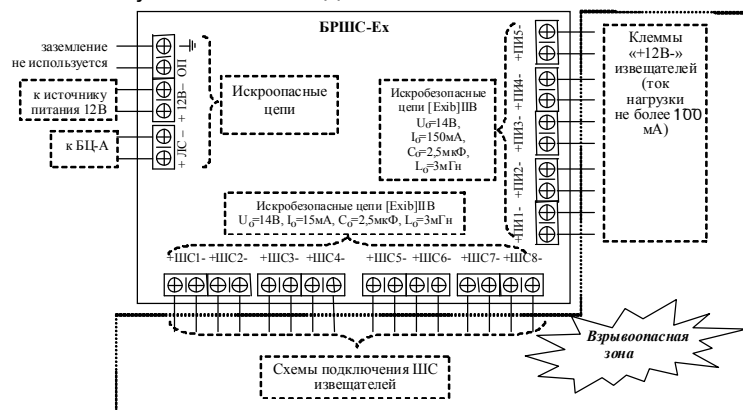 БРШС-Ex
заземление
не используется
ОП
к источнику
питания 12В
+ 12В –
к БЦ-А
+ ЛС –
Искроопасные
цепи
Искробезопасные
цепи [Exib]IIB
U₀=14В,
I₀=150мА,
C₀=2,5мкФ,
L₀=3мГн
+ПИ5-
+ПИ4-
+ПИ3-
+ПИ2-
+ПИ1-
Клеммы
«+12В-»
извещателей
(ток
нагрузки
не более 100
мА)
Искробезопасные цепи [Exib]IIB
U₀=14В, I₀=15мА, C₀=2,5мкФ, L₀=3мГн
+ШС1- +ШС2- +ШС3- +ШС4- +ШС5- +ШС6- +ШС7- +ШС8-
Схемы подключения ШС
извещателей
Взрывоопасная
зона